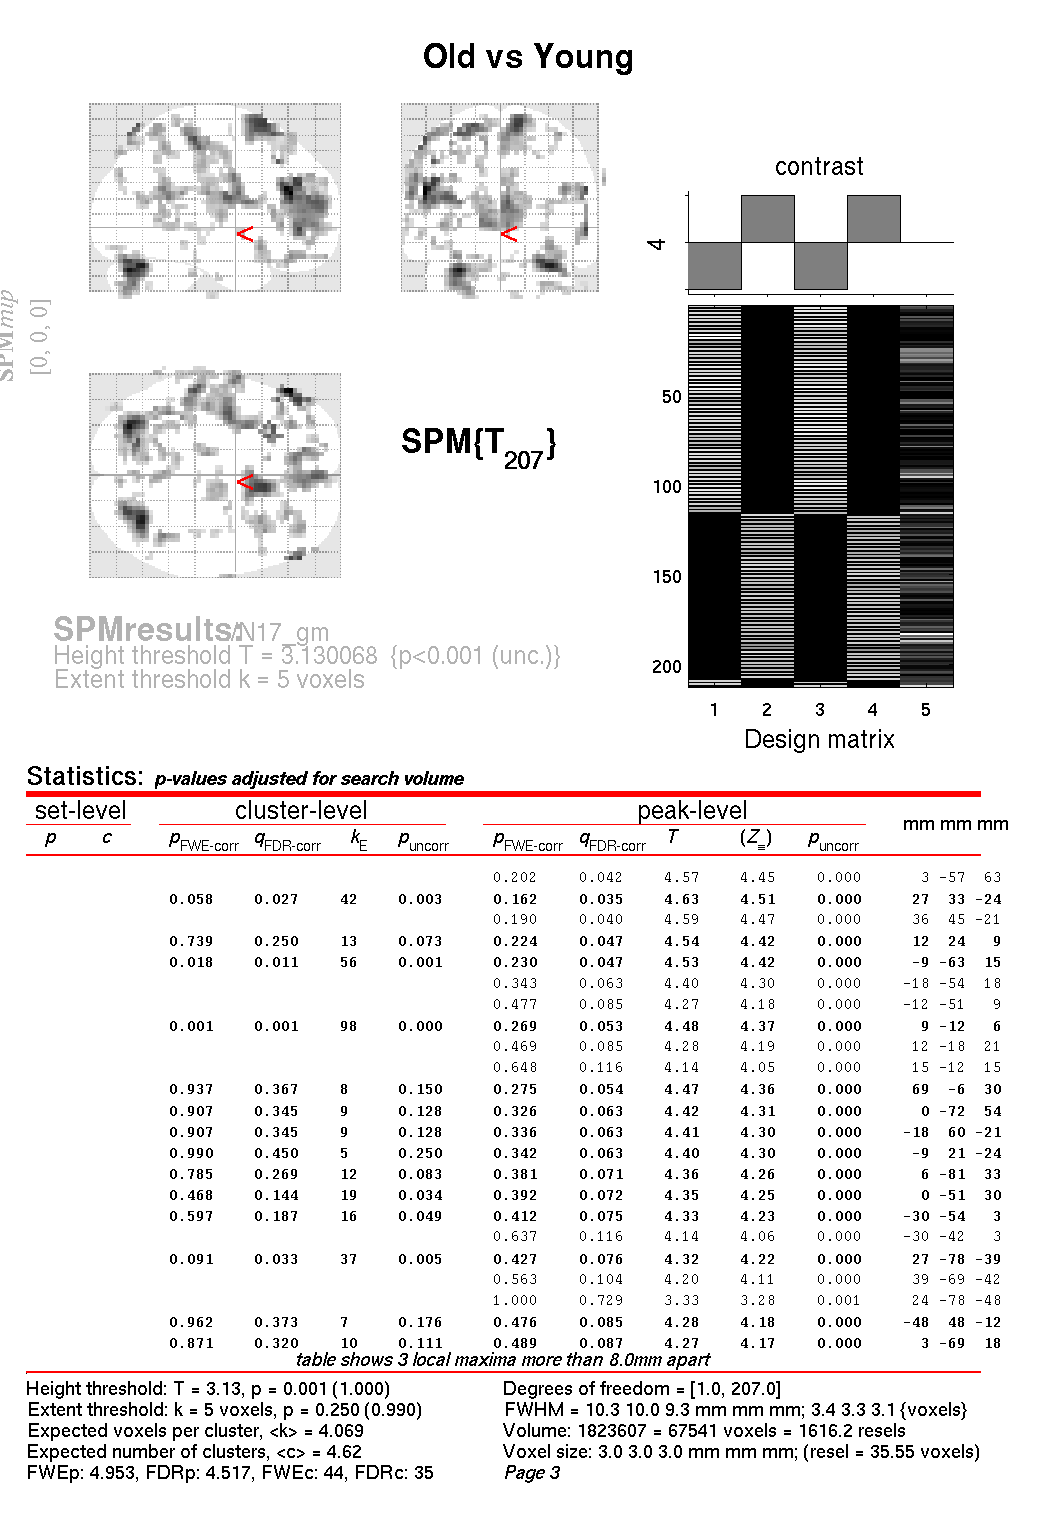 Old vs Young
contrast
4
SPMmip
[0, 0, 0]
<
<
<
SPM{T207}
50
100
150
200
1 2 3 4 5
Design matrix
SPMresults: ./N17_gm
Height threshold T = 3.130068 {p<0.001 (unc.)}
Extent threshold k = 5 voxels
Statistics: p-values adjusted for search volume
set-level cluster-level peak-level
mm mm mm
p c pFWE-corr qFDR-corr kE puncorr pFWE-corr qFDR-corr T (Z≡) puncorr
0.202 0.042 4.57 4.45 0.000 3 -57 63
0.058 0.027 42 0.003 0.162 0.035 4.63 4.51 0.000 27 33 -24
0.190 0.040 4.59 4.47 0.000 36 45 -21
0.739 0.250 13 0.073 0.224 0.047 4.54 4.42 0.000 12 24 9
0.018 0.011 56 0.001 0.230 0.047 4.53 4.42 0.000 -9 -63 15
0.343 0.063 4.40 4.30 0.000 -18 -54 18
0.477 0.085 4.27 4.18 0.000 -12 -51 9
0.001 0.001 98 0.000 0.269 0.053 4.48 4.37 0.000 9 -12 6
0.469 0.085 4.28 4.19 0.000 12 -18 21
0.648 0.116 4.14 4.05 0.000 15 -12 15
0.937 0.367 8 0.150 0.275 0.054 4.47 4.36 0.000 69 -6 30
0.907 0.345 9 0.128 0.326 0.063 4.42 4.31 0.000 0 -72 54
0.907 0.345 9 0.128 0.336 0.063 4.41 4.30 0.000 -18 60 -21
0.990 0.450 5 0.250 0.342 0.063 4.40 4.30 0.000 -9 21 -24
0.785 0.269 12 0.083 0.381 0.071 4.36 4.26 0.000 6 -81 33
0.468 0.144 19 0.034 0.392 0.072 4.35 4.25 0.000 0 -51 30
0.597 0.187 16 0.049 0.412 0.075 4.33 4.23 0.000 -30 -54 3
0.637 0.116 4.14 4.06 0.000 -30 -42 3
0.091 0.033 37 0.005 0.427 0.076 4.32 4.22 0.000 27 -78 -39
0.563 0.104 4.20 4.11 0.000 39 -69 -42
1.000 0.729 3.33 3.28 0.001 24 -78 -48
0.962 0.373 7 0.176 0.476 0.085 4.28 4.18 0.000 -48 48 -12
0.871 0.320 10 0.111 0.489 0.087 4.27 4.17 0.000 3 -69 18
table shows 3 local maxima more than 8.0mm apart
Height threshold: T = 3.13, p = 0.001 (1.000)
Extent threshold: k = 5 voxels, p = 0.250 (0.990)
Expected voxels per cluster, <k> = 4.069
Expected number of clusters, <c> = 4.62
FWEp: 4.953, FDRp: 4.517, FWEc: 44, FDRc: 35
Degrees of freedom = [1.0, 207.0]
FWHM = 10.3 10.0 9.3 mm mm mm; 3.4 3.3 3.1 {voxels}
Volume: 1823607 = 67541 voxels = 1616.2 resels
Voxel size: 3.0 3.0 3.0 mm mm mm; (resel = 35.55 voxels)
Page 3